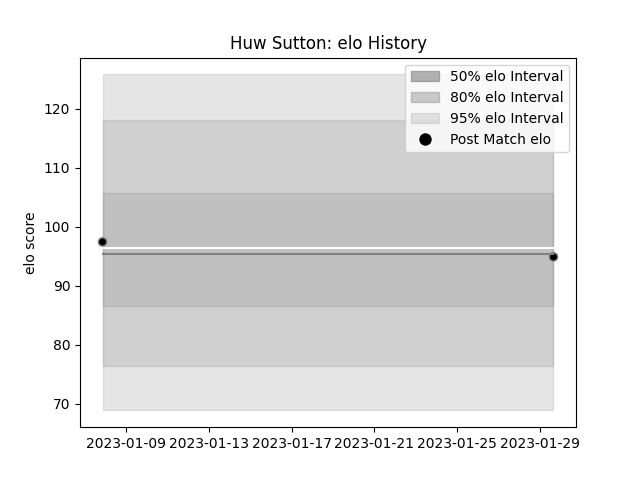 Huw Sutton: elo History
50% elo Interval
80% elo Interval
95% elo Interval
Post Match elo
elo score
120
110
100
90
80
70
2023-01-09 2023-01-13 2023-01-17 2023-01-21 2023-01-25 2023-01-29